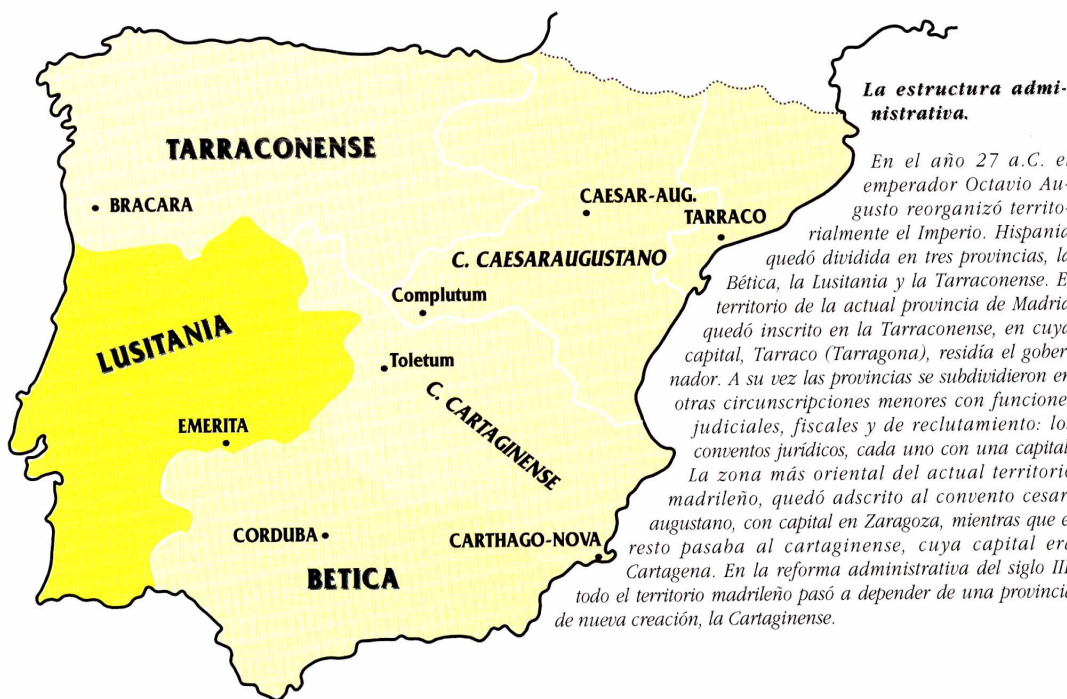 TARRACONENSE
BRACARA
CAESAR-AUG.
TARRACO
C. CAESARAUGUSTANO
Complutum
LUSITANIA
Toletum
C. CARTAGINENSE
EMERITA
CORDUBA
CARTHAGO-NOVA
BETICA
La estructura admi-
nistrativa.
En el año 27 a.C. e
emperador Octavio Au-
gusto reorganizó territo-
rialmente el Imperio. Hispania
quedó dividida en tres provincias, la
Bética, la Lusitania y la Tarraconense. E
territorio de la actual provincia de Madrid
quedó inscrito en la Tarraconense, en cuya
capital, Tarraco (Tarragona), residía el gober-
nador. A su vez las provincias se subdividieron en
otras circunscripciones menores con funcione
judiciales, fiscales y de reclutamiento: lo
conventos jurídicos, cada uno con una capital
La zona más oriental del actual territorio
madrileño, quedó adscrito al convento cesar
augustano, con capital en Zaragoza, mientras que e
resto pasaba al cartaginense, cuya capital era
Cartagena. En la reforma administrativa del siglo III
todo el territorio madrileño pasó a depender de una provincia
de nueva creación, la Cartaginense.